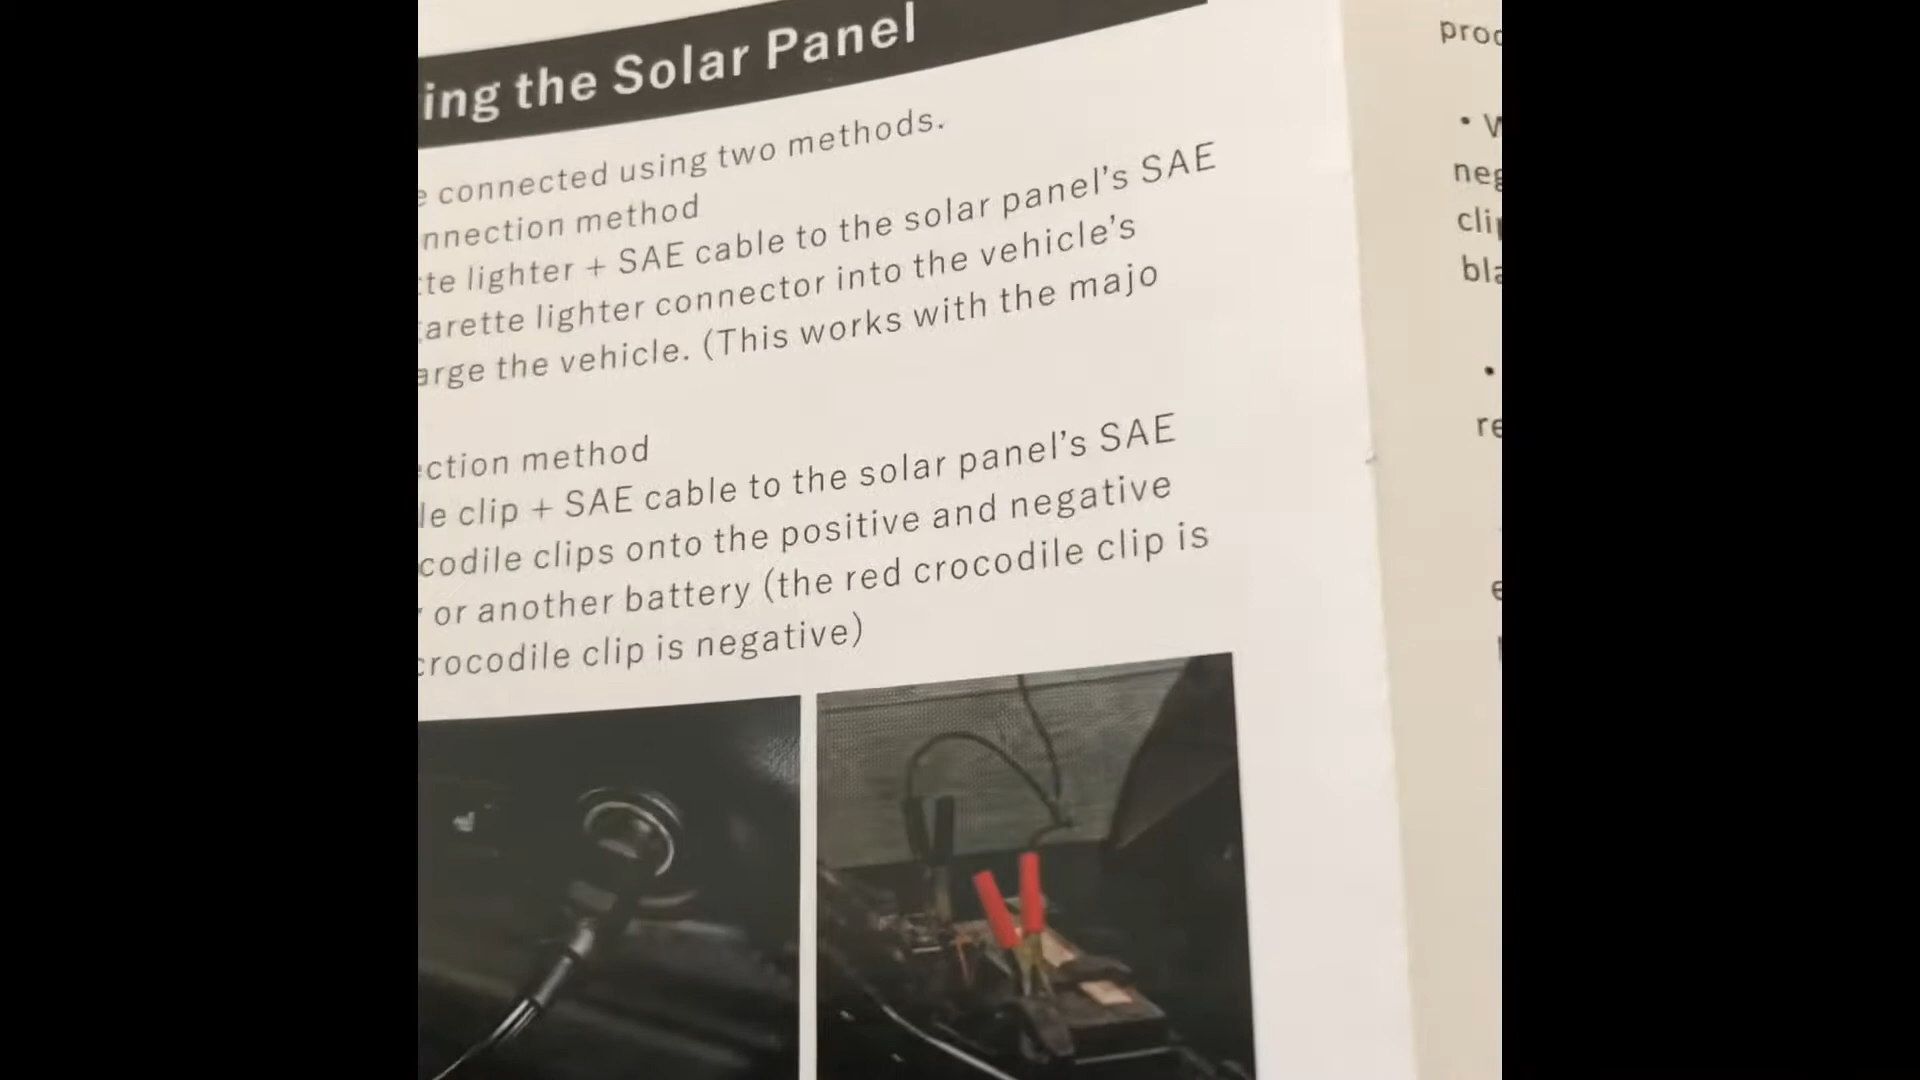 ing the Solar Panel
connected using two methods.
nnection method
te lighter + SAE cable to the solar panel's SAE
arette lighter connector into the vehicle's
arge the vehicle. (This works with the majo
ction method
le clip + SAE cable to the solar panel's SAE
codile clips onto the positive and negative
or another battery (the red crocodile clip is
crocodile clip is negative)
proc
• V
neg
cli
bla
•
re